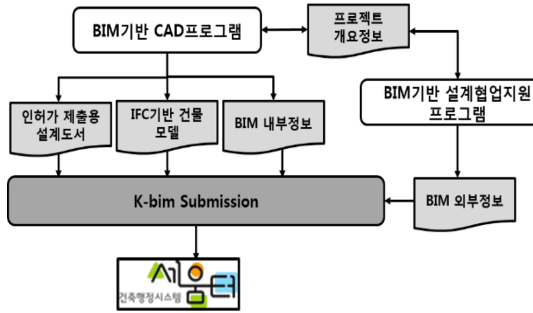 BIM기반 CAD프로그램
프로젝트
개요정보
BIM기반 설계협업지원
프로그램
인허가 제출용
설계도서
IFC기반 건물
모델
BIM 내부정보
K-bim Submission
BIM 외부정보
세움터
건축행정시스템